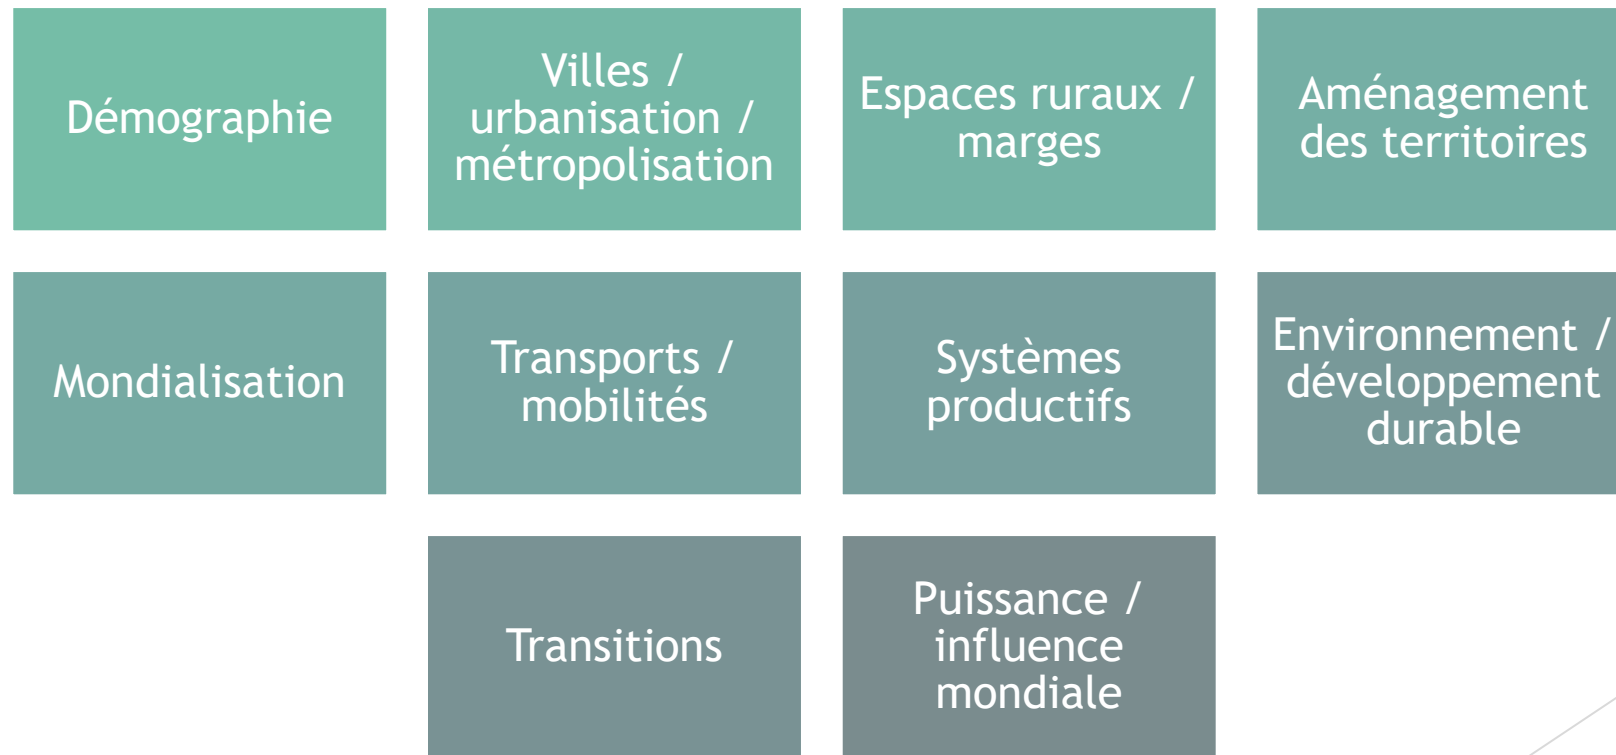 Démographie
Villes /
urbanisation /
métropolisation
Espaces ruraux /
marges
Aménagement
des territoires
Mondialisation
Transports /
mobilités
Systèmes
productifs
Environnement /
développement
durable
Transitions
Puissance /
influence
mondiale